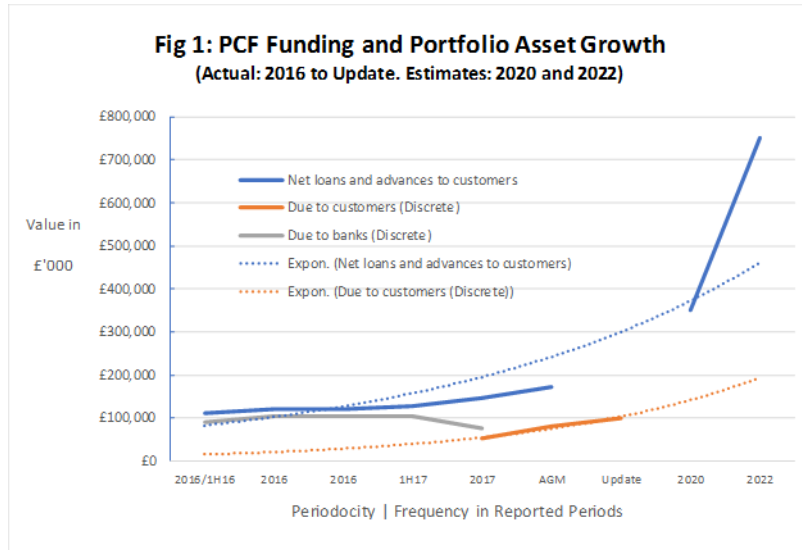 Fig 1: PCF Funding and Portfolio Asset Growth
(Actual: 2016 to Update. Estimates: 2020 and 2022)
£800,000
£700,000
£600,000
£500,000
£400,000
£300,000
£200,000
£100,000
£0
Value in
£'000
Net loans and advances to customers
Due to customers (Discrete)
Due to banks (Discrete)
Expon. (Net loans and advances to customers)
Expon. (Due to customers (Discrete))
2016/1H16 2016 2016 1H17 2017 AGM Update 2020 2022
Periodocity | Frequency in Reported Periods